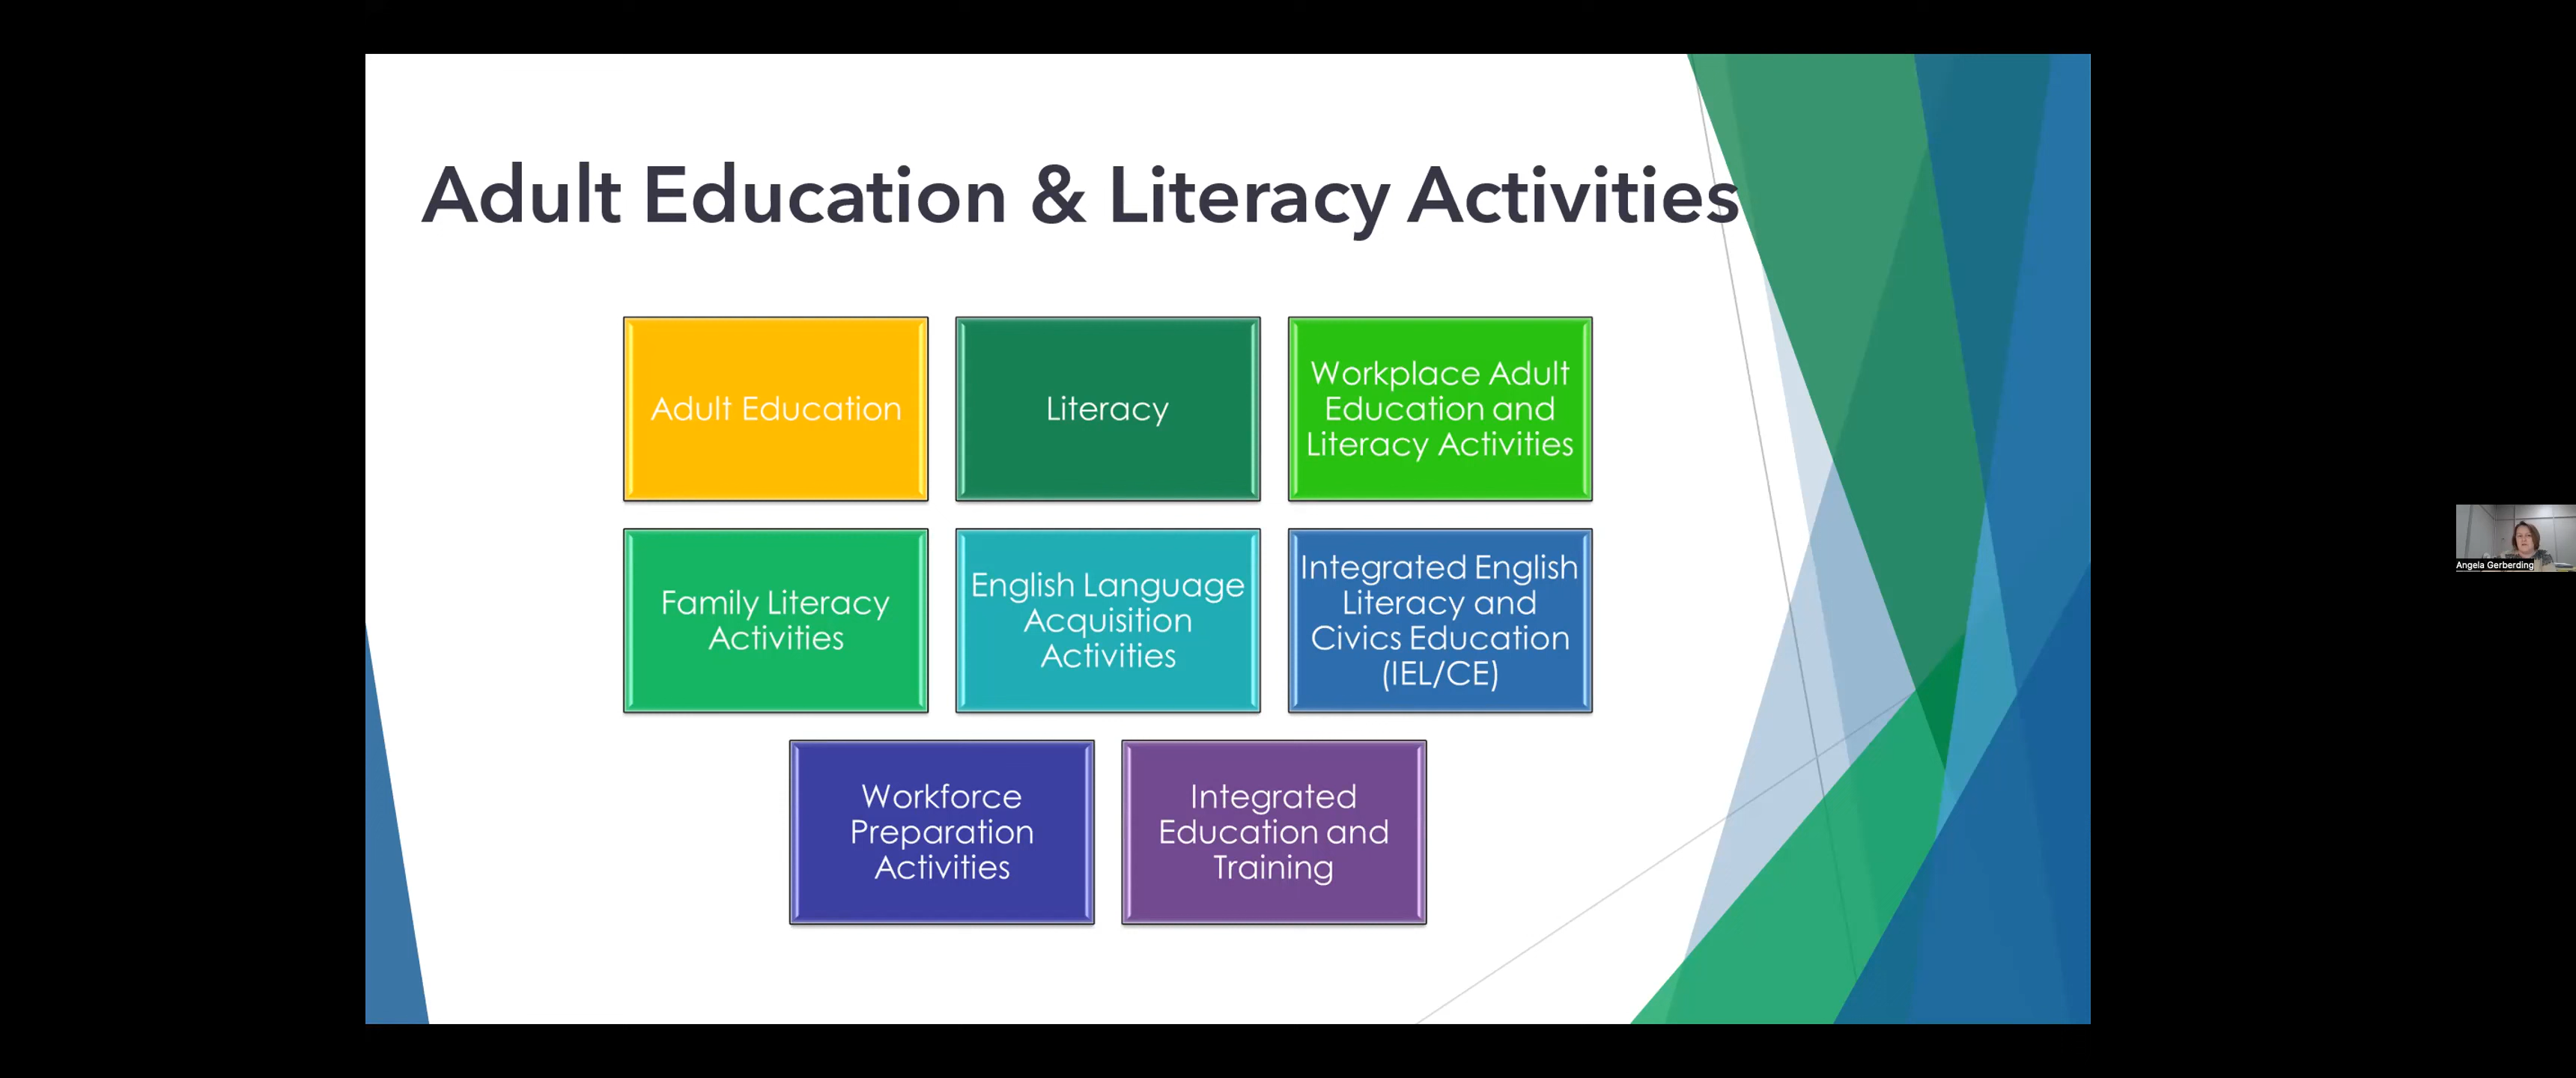 Adult Education & Literacy Activities
Adult Education
Literacy
Workplace Adult
Education and
Literacy Activities
Family Literacy
Activities
English Language
Acquisition
Activities
Integrated English
Literacy and
Civics Education
(IEL/CE)
Workforce
Preparation
Activities
Integrated
Education and
Training
Angela Gerberding